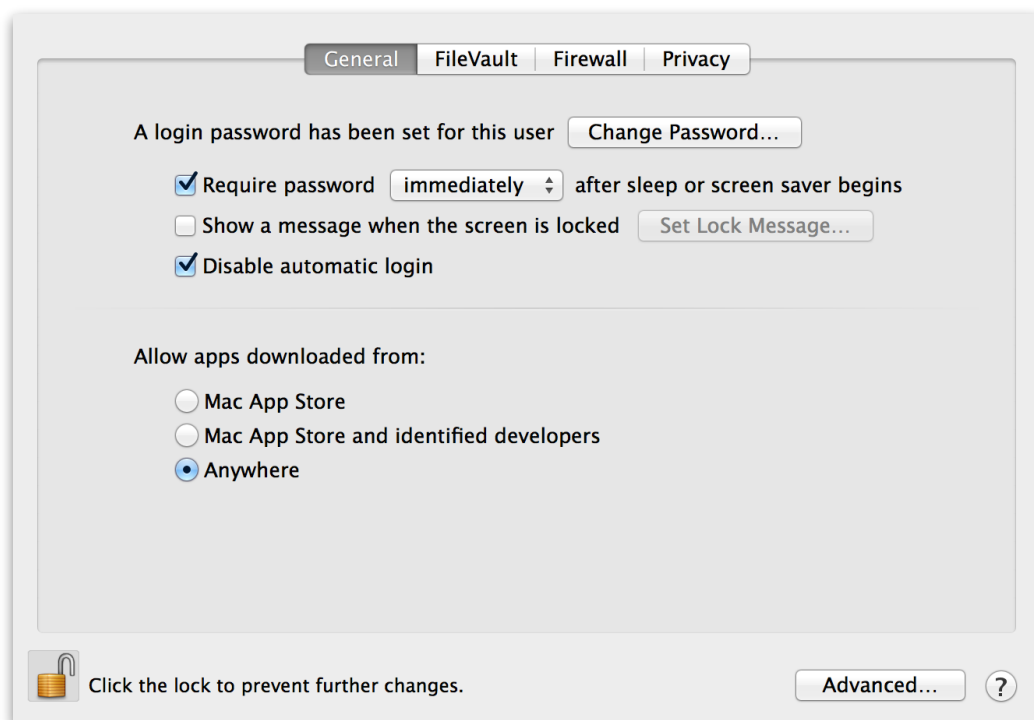 General FileVault Firewall Privacy
A login password has been set for this user Change Password...
Require password immediately after sleep or screen saver begins
Show a message when the screen is locked Set Lock Message...
Disable automatic login
Allow apps downloaded from:
Mac App Store
Mac App Store and identified developers
Anywhere
Click the lock to prevent further changes. Advanced... ?